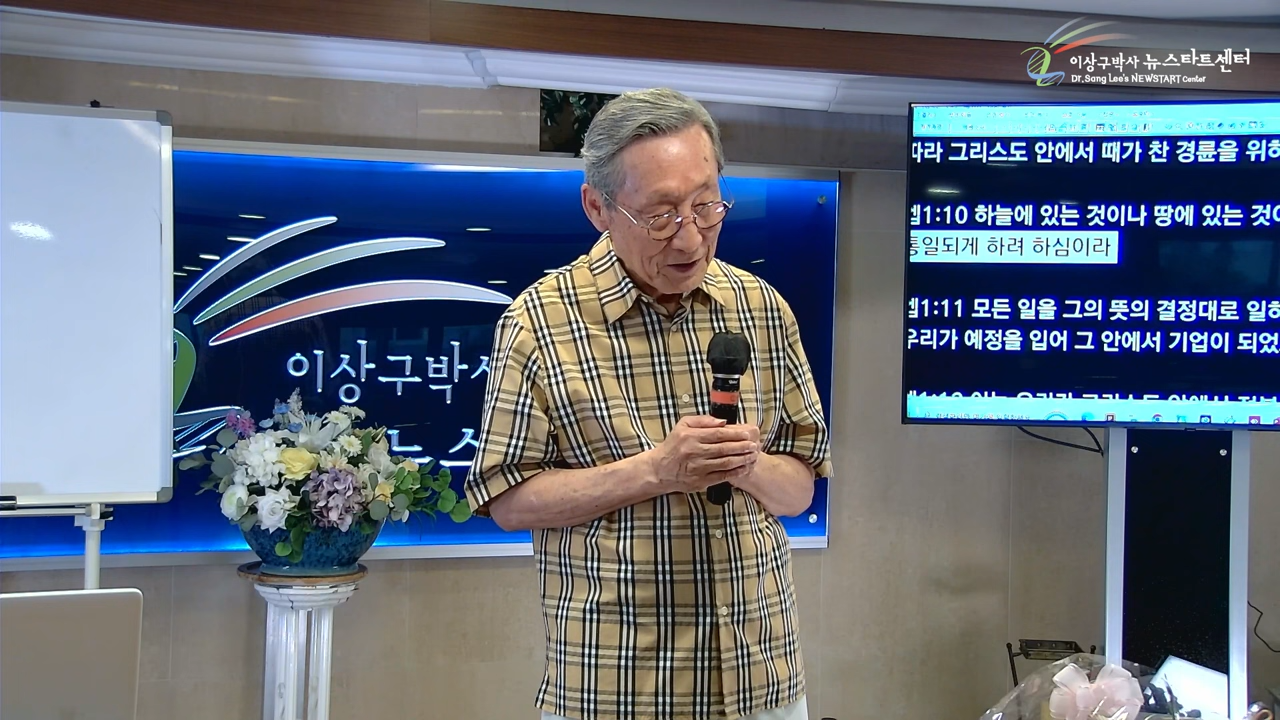 이상구박사 뉴스타트센터
Dr. Sang Lee's NEWSTART Center
따라 그리스도 안에서 때가 찬 경륜을 위하
엡1:10 하늘에 있는 것이나 땅에 있는 것이
통일되게 하려 하심이라
엡1:11 모든 일을 그의 뜻의 결정대로 일하
우리가 예정을 입어 그 안에서 기업이 되었
이상구박사
뉴스